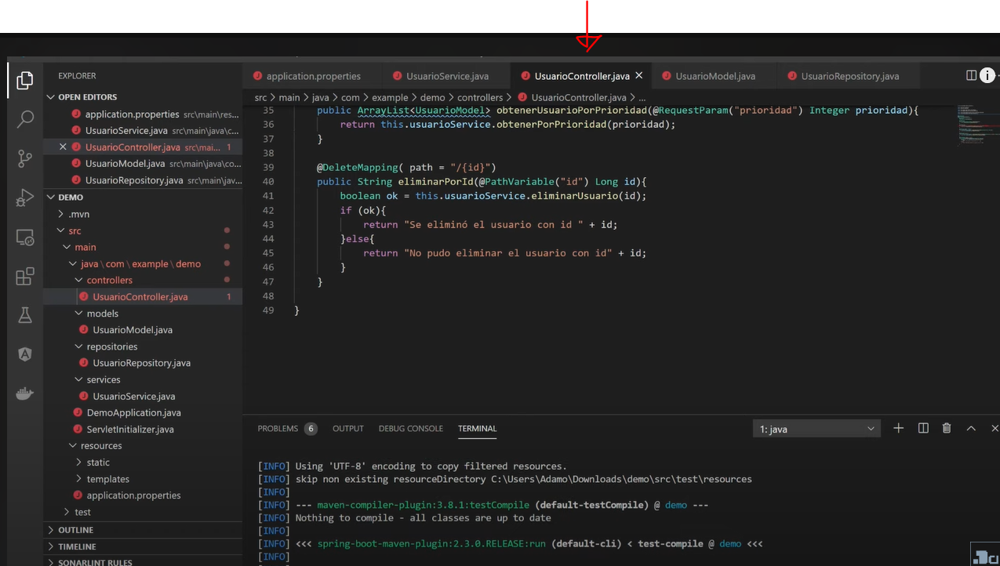 EXPLORER
OPEN EDITORS
application.properties src\main\res...
UsuarioService.java src\main\java\c...
UsuarioController.java src\mai... 1
UsuarioModel.java src\main\java\co...
UsuarioRepository.java src\main\jav...
DEMO
.mvn
src
main
java\com\example\demo
controllers
UsuarioController.java 1
models
UsuarioModel.java
repositories
UsuarioRepository.java
services
UsuarioService.java
DemoApplication.java
ServletInitializer.java
resources
static
templates
application.properties
test
OUTLINE
TIMELINE
SONARLINT RULES
application.properties UsuarioService.java UsuarioController.java UsuarioModel.java UsuarioRepository.java
src > main > java > com > example > demo > controllers > UsuarioController.java > ...
35 public ArrayList<UsuarioModel> obtenerUsuarioPorPrioridad(@RequestParam("prioridad") Integer prioridad){
36 return this.usuarioService.obtenerPorPrioridad(prioridad);
37 }
38
39 @DeleteMapping( path = "/{id}")
40 public String eliminarPorId(@PathVariable("id") Long id){
41 boolean ok = this.usuarioService.eliminarUsuario(id);
42 if (ok){
43 return "Se eliminó el usuario con id " + id;
44 }else{
45 return "No pudo eliminar el usuario con id" + id;
46 }
47 }
48
49 }
PROBLEMS 6 OUTPUT DEBUG CONSOLE TERMINAL 1: java
[INFO] Using 'UTF-8' encoding to copy filtered resources.
[INFO] skip non existing resourceDirectory C:\Users\Adamo\Downloads\demo\src\test\resources
[INFO]
[INFO] --- maven-compiler-plugin:3.8.1:testCompile (default-testCompile) @ demo ---
[INFO] Nothing to compile - all classes are up to date
[INFO]
[INFO] <<< spring-boot-maven-plugin:2.3.0.RELEASE:run (default-cli) < test-compile @ demo <<<
[INFO]